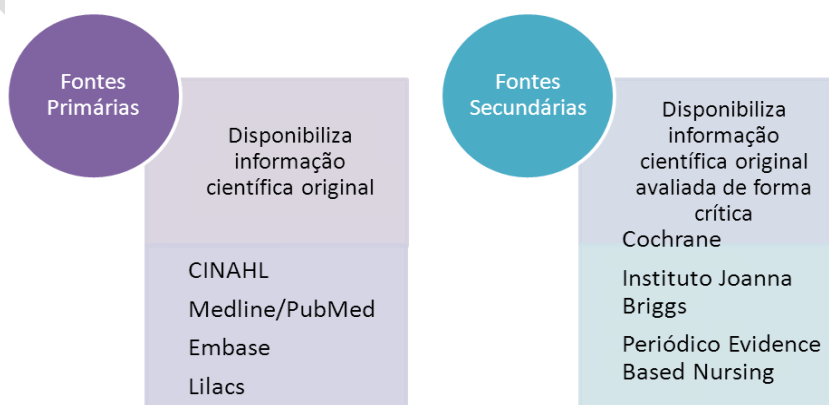 Fontes
Primárias
Disponibiliza
informação
científica original
CINAHL
Medline/PubMed
Embase
Lilacs
Fontes
Secundárias
Disponibiliza
informação
científica original
avaliada de forma
crítica
Cochrane
Instituto Joanna
Briggs
Periódico Evidence
Based Nursing